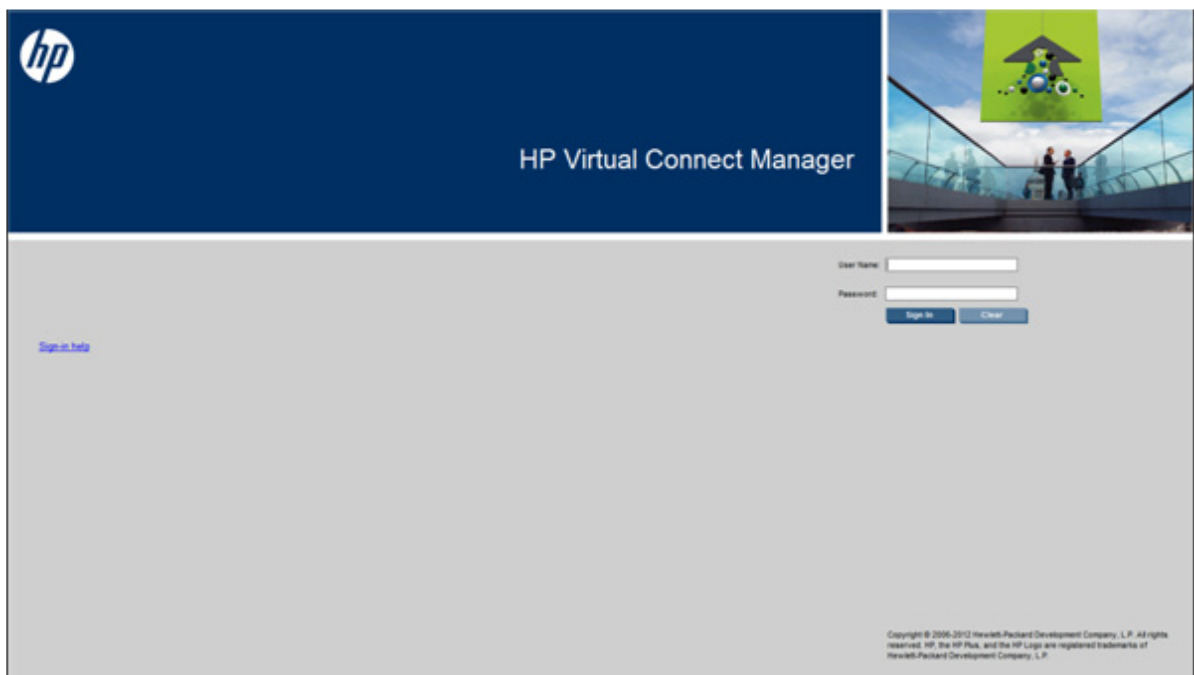 hp
HP Virtual Connect Manager
User Name:
Password:
Sign In
Clear
Sign-in help
Copyright © 2006-2012 Hewlett-Packard Development Company, L.P. All rights
reserved. HP, the HP Plus, and the HP Logo are registered trademarks of
Hewlett-Packard Development Company, L.P.